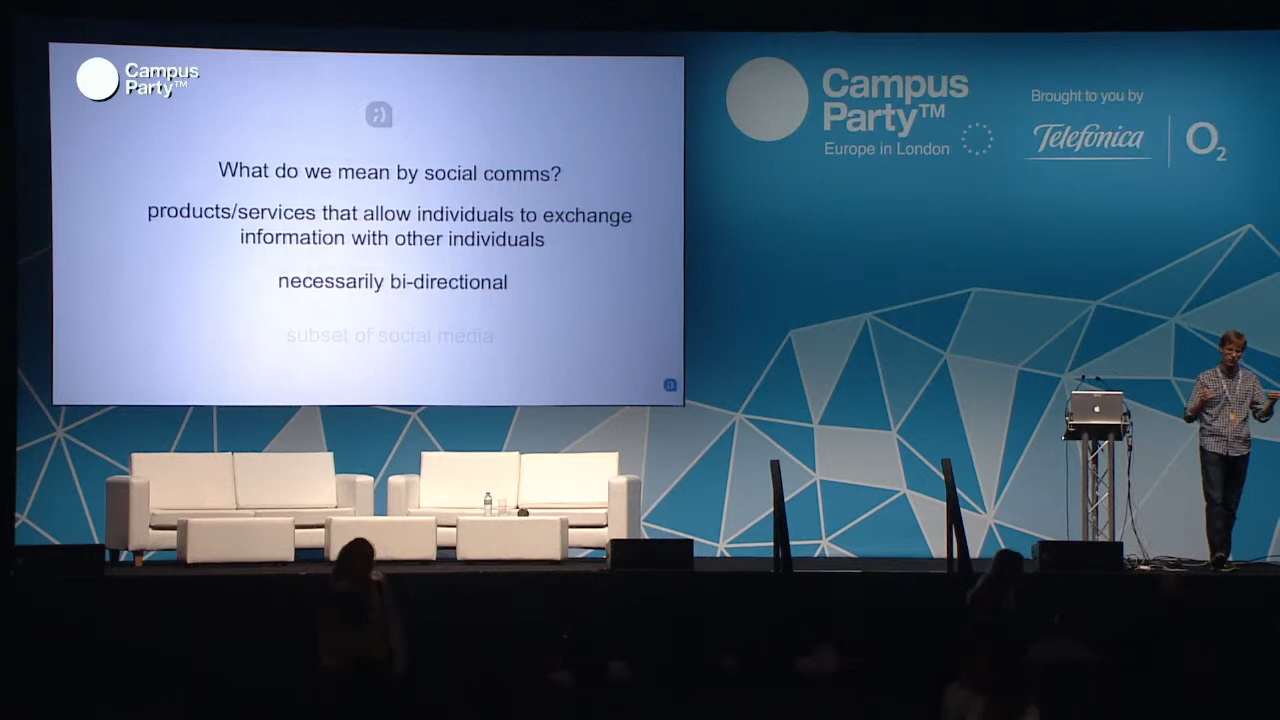 Campus
Party™
What do we mean by social comms?
products/services that allow individuals to exchange
information with other individuals
necessarily bi-directional
subset of social media
Campus
Party™
Europe in London
Brought to you by
Telefónica
O2